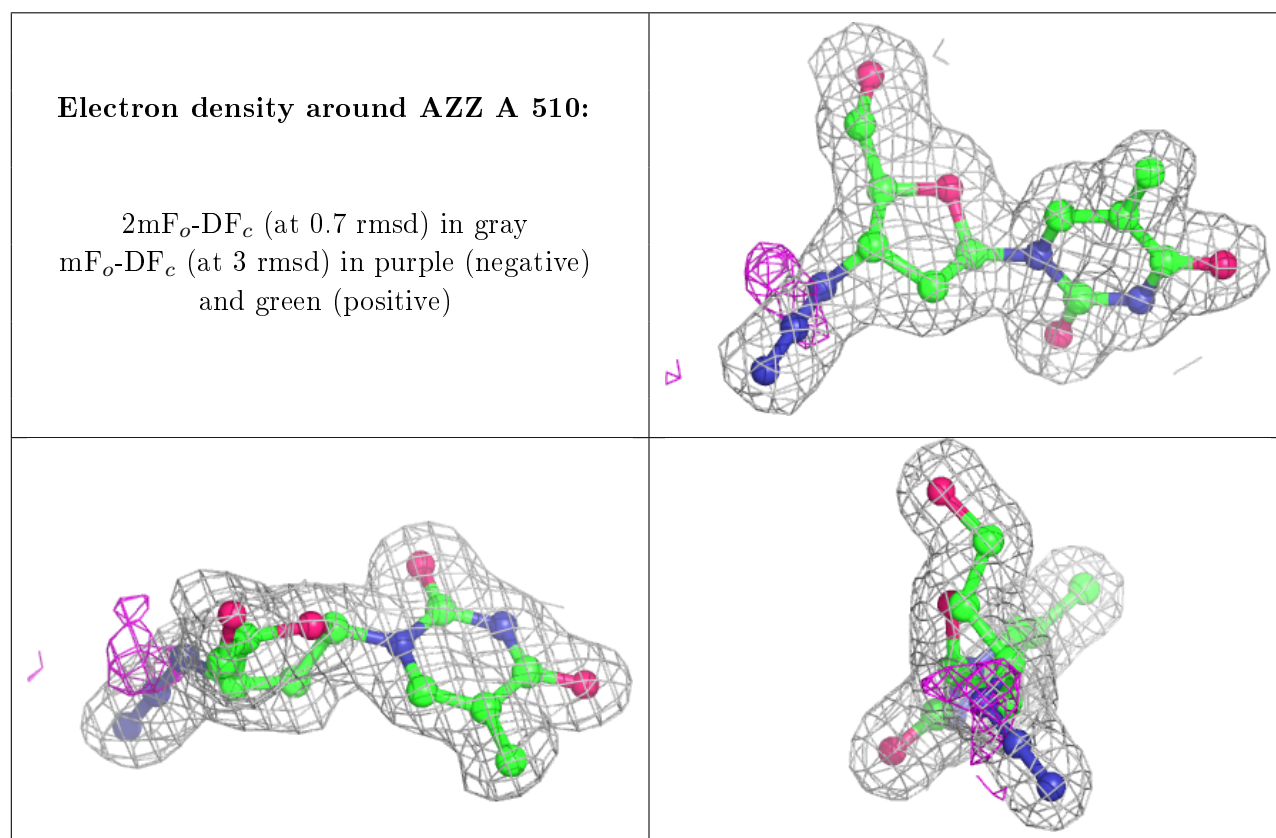 Electron density around AZZ A 510:
2mFo-DFc (at 0.7 rmsd) in gray
mFo-DFc (at 3 rmsd) in purple (negative)
and green (positive)